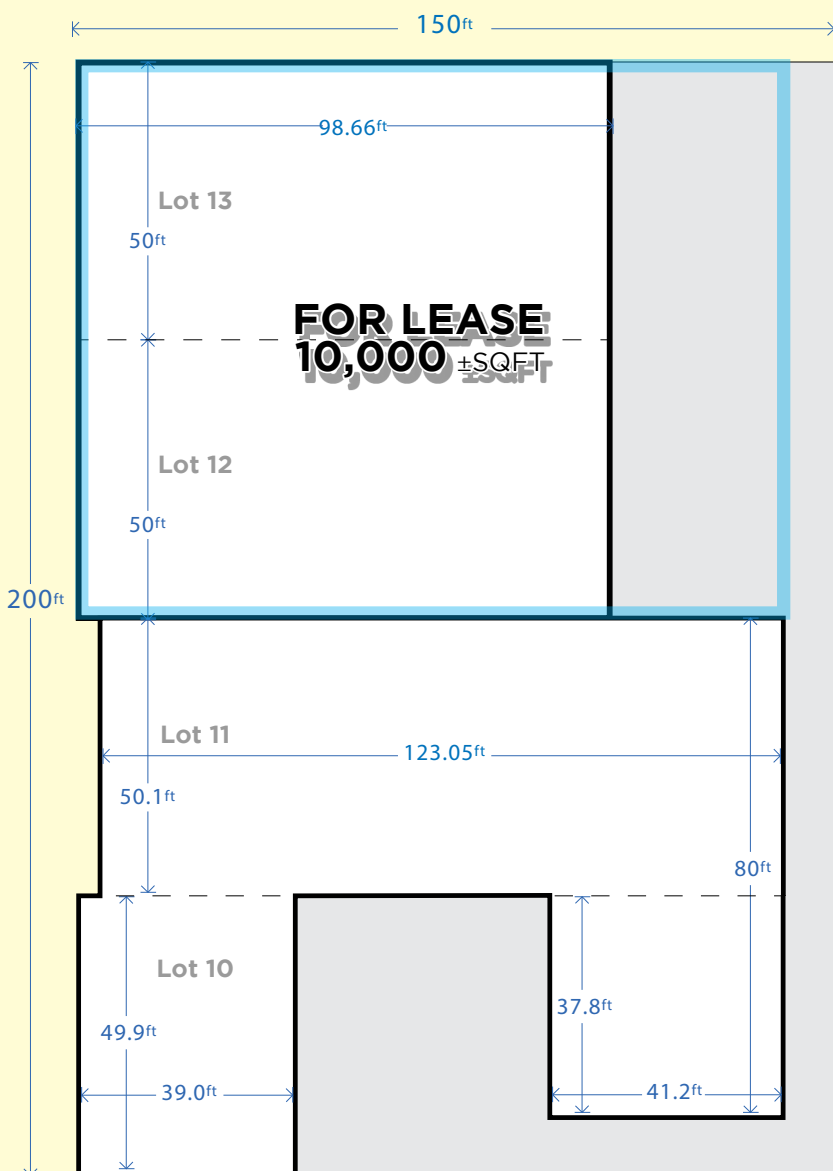 150ft
98.66ft
Lot 13
50ft
FOR LEASE
10,000 ±SQFT
Lot 12
50ft
200ft
Lot 11
123.05ft
50.1ft
80ft
Lot 10
37.8ft
49.9ft
39.0ft
41.2ft